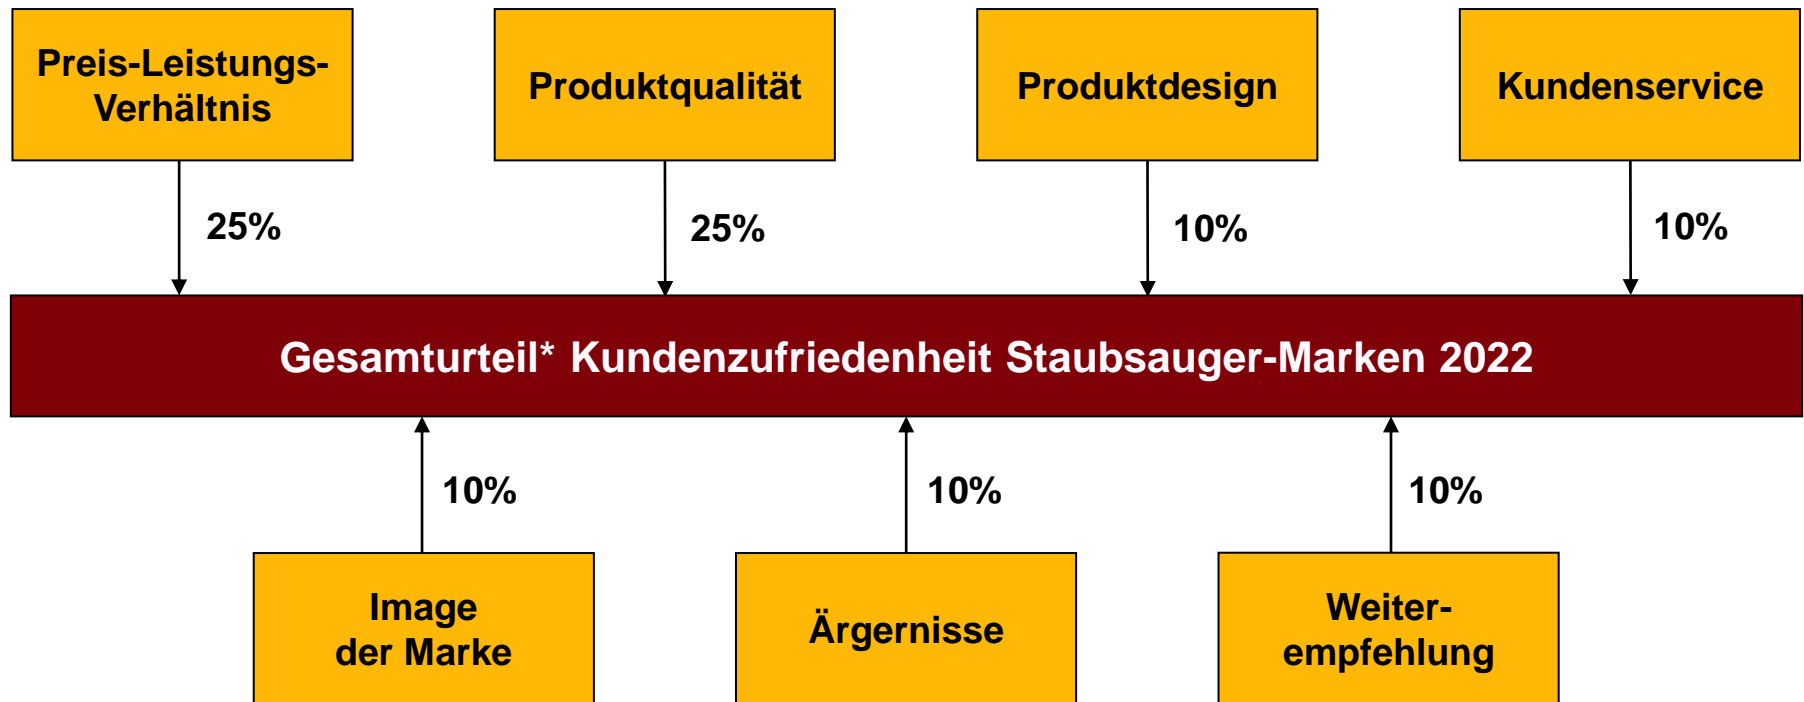 Preis-Leistungs-
Verhältnis
Produktqualität
Produktdesign
Kundenservice
25%
25%
10%
10%
Gesamturteil* Kundenzufriedenheit Staubsauger-Marken 2022
10%
10%
10%
Image
der Marke
Ärgernisse
Weiter-
empfehlung